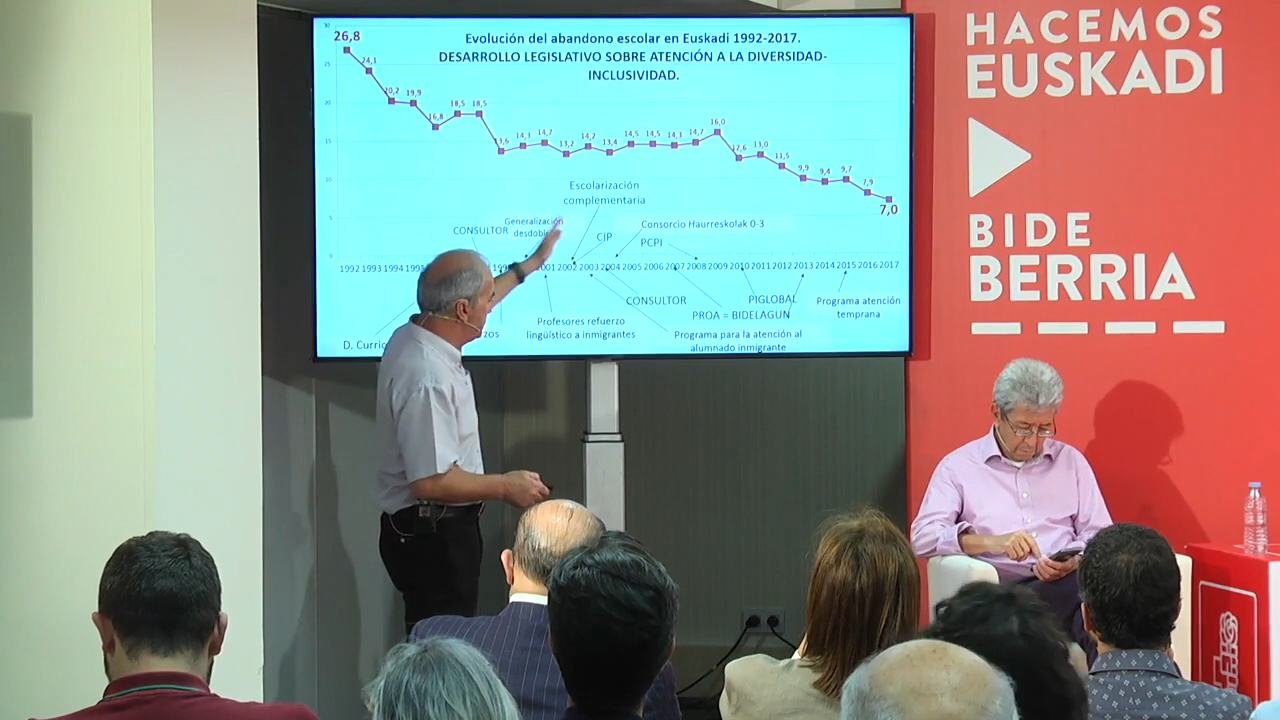 Evolución del abandono escolar en Euskadi 1992-2017.
DESARROLLO LEGISLATIVO SOBRE ATENCIÓN A LA DIVERSIDAD-
INCLUSIVIDAD.
26,8
24,1
20,2
19,9
16,8
18,5
18,5
13,6
14,3
14,7
13,2
14,2
13,4
14,5
14,5
14,3
14,7
16,0
12,6
13,0
11,5
9,9
9,4
9,7
7,9
7,0
Escolarización
complementaria
Generalización
CONSULTOR
CIP
Consorcio Haurreskolak 0-3
PCPI
1992 1993 1994 1995 2001 2002 2003 2004 2005 2006 2007 2008 2009 2010 2011 2012 2013 2014 2015 2016 2017
CONSULTOR
PIGLOBAL
PROA = BIDELAGUN
Programa atención
temprana
Profesores refuerzo
lingüístico a inmigrantes
Programa para la atención al
alumnado inmigrante
HACEMOS
EUSKADI
BIDE
BERRIA